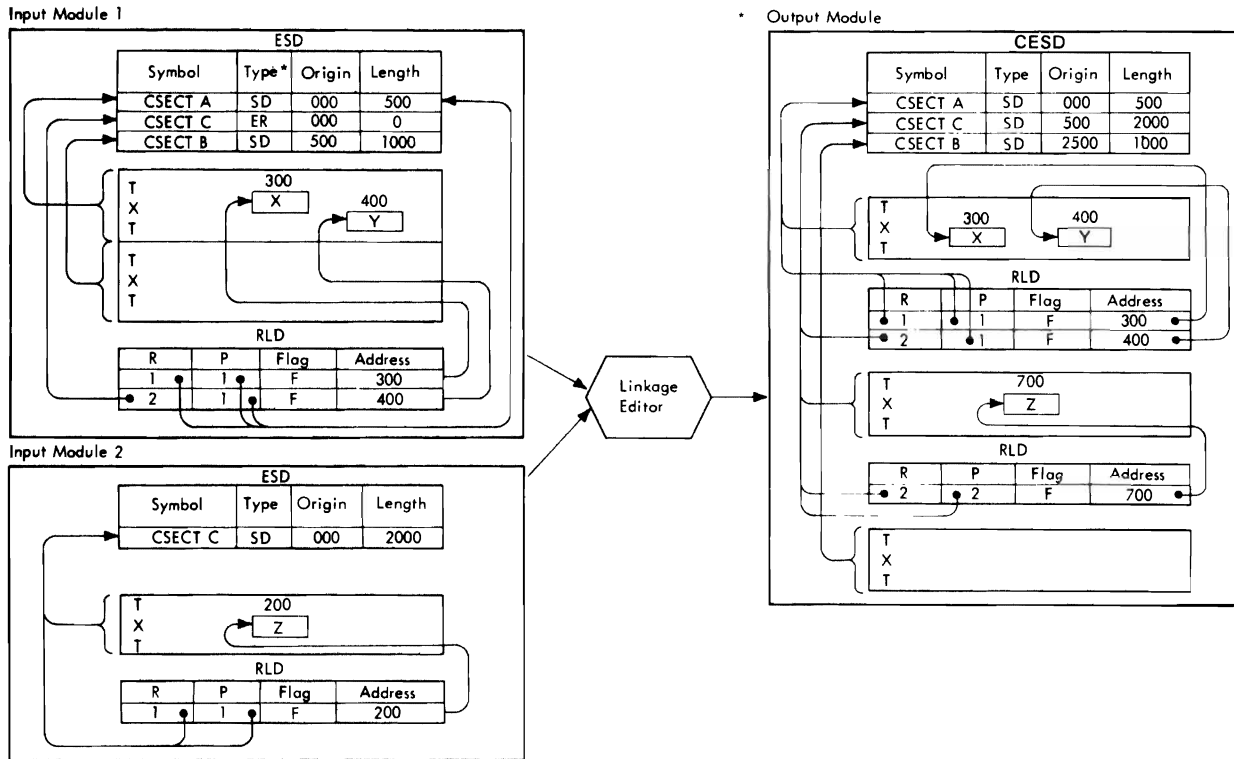 Input Module 1
ESD
Symbol Type* Origin Length
CSECT A SD 000 500
CSECT C ER 000 0
CSECT B SD 500 1000
T
X
T
300
X
400
Y
T
X
T
RLD
R P Flag Address
1 1 F 300
2 1 F 400
Input Module 2
ESD
Symbol Type Origin Length
CSECT C SD 000 2000
T
X
T
200
Z
RLD
R P Flag Address
1 1 F 200
Linkage
Editor
* Output Module
CESD
Symbol Type Origin Length
CSECT A SD 000 500
CSECT C SD 500 2000
CSECT B SD 2500 1000
T
X
T
300
X
400
Y
RLD
R P Flag Address
1 1 F 300
2 1 F 400
T
X
T
700
Z
RLD
R P Flag Address
2 2 F 700
T
X
T